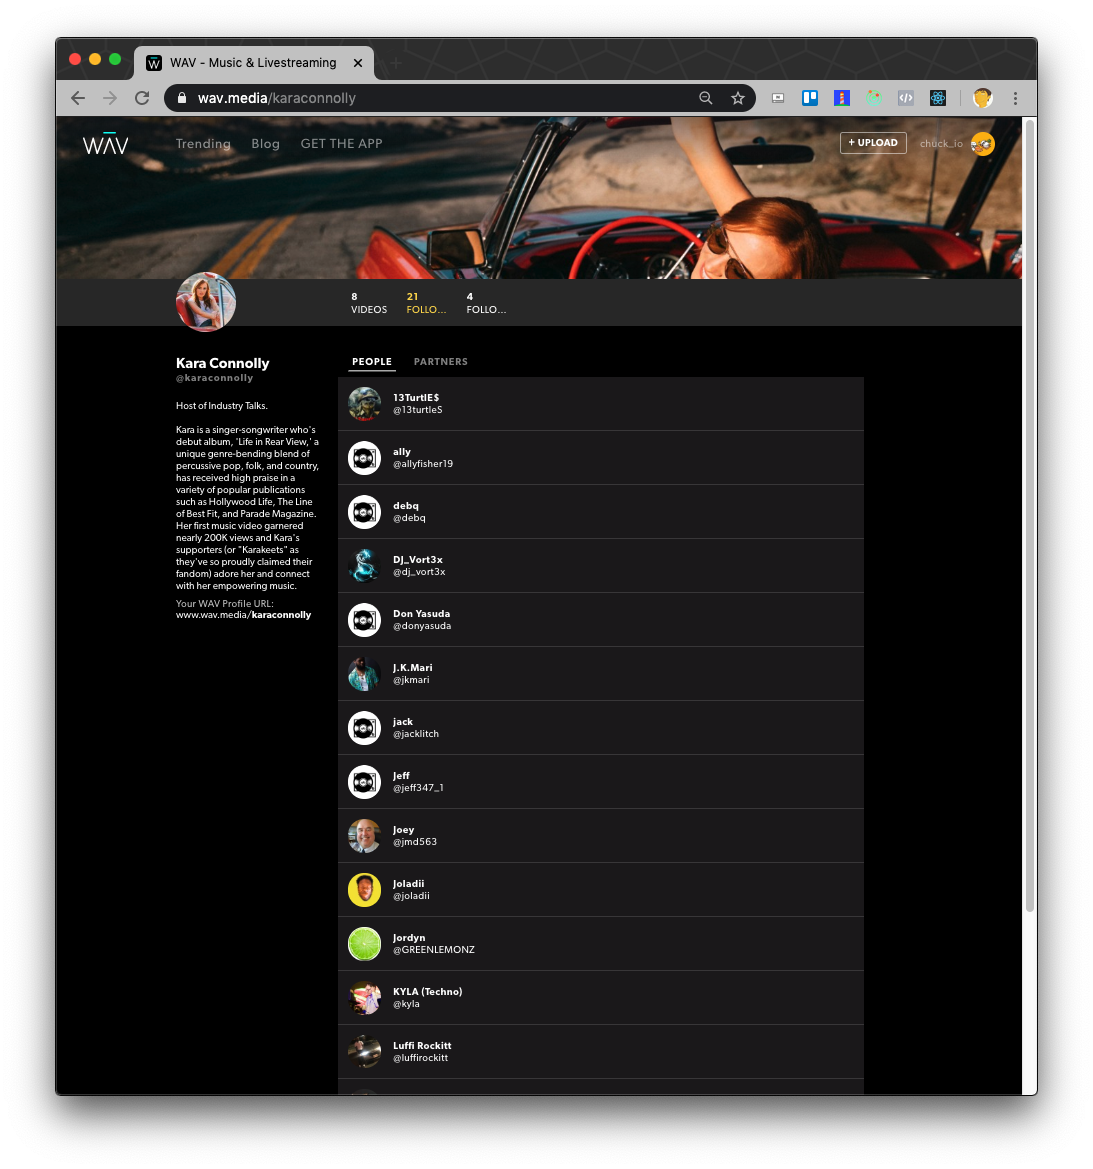 WAV - Music & Livestreaming
wav.media/karaconnolly
WAV
Trending
Blog
GET THE APP
+ UPLOAD
chuck_io
8
VIDEOS
21
FOLLO...
4
FOLLO...
Kara Connolly
@karaconnolly
Host of Industry Talks.
Kara is a singer-songwriter who's
debut album, 'Life in Rear View,' a
unique genre-bending blend of
percussive pop, folk, and country,
has received high praise in a
variety of popular publications
such as Hollywood Life, The Line
of Best Fit, and Parade Magazine.
Her first music video garnered
nearly 200K views and Kara's
supporters (or "Karakeets" as
they've so proudly claimed their
fandom) adore her and connect
with her empowering music.
Your WAV Profile URL:
www.wav.media/karaconnolly
PEOPLE
PARTNERS
13TurtlE$
@13turtleS
ally
@allyfisher19
debq
@debq
DJ_Vort3x
@dj_vort3x
Don Yasuda
@donyasuda
J.K.Mari
@jkmari
jack
@jacklitch
Jeff
@jeff347_1
Joey
@jmd563
Joladii
@joladii
Jordyn
@GREENLEMONZ
KYLA (Techno)
@kyla
Luffi Rockitt
@luffirockitt